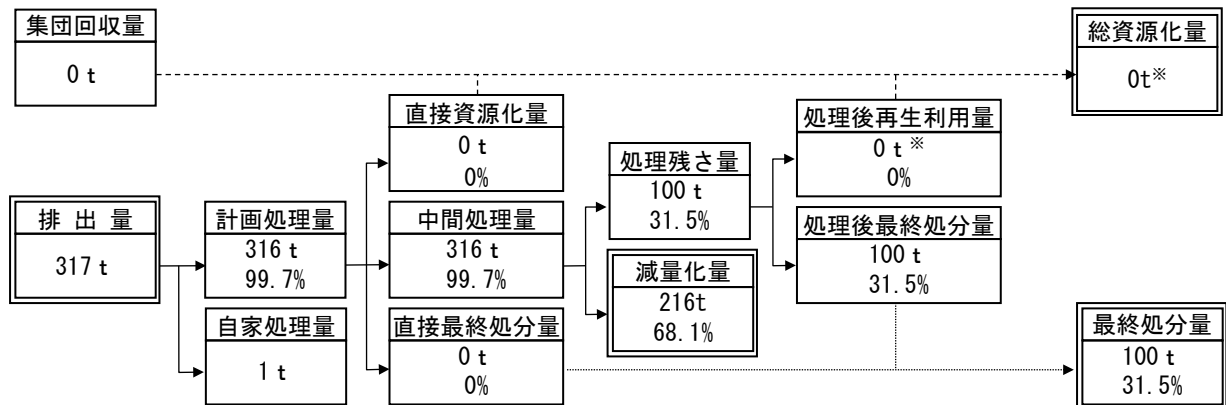 集団回収量
0 t
総資源化量
0t※
直接資源化量
0 t
0%
処理後再生利用量
0 t ※
0%
処理残さ量
100 t
31.5%
排 出 量
317 t
計画処理量
316 t
99.7%
中間処理量
316 t
99.7%
処理後最終処分量
100 t
31.5%
減量化量
216t
68.1%
自家処理量
1 t
直接最終処分量
0 t
0%
最終処分量
100 t
31.5%